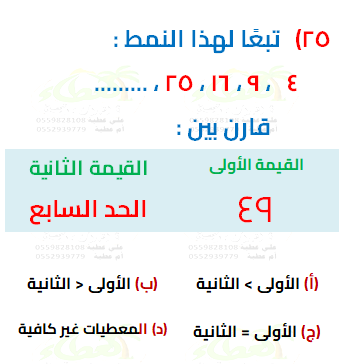 ٢٥) تبعًا لهذا النمط :
٤ ، ٩ ، ١٦ ، ٢٥ ، .........
قارن بين :
القيمة الأولى القيمة الثانية
٤٩ الحد السابع
(أ) الأولى > الثانية (ب) الأولى < الثانية
(ج) الأولى = الثانية (د) المعطيات غير كافية